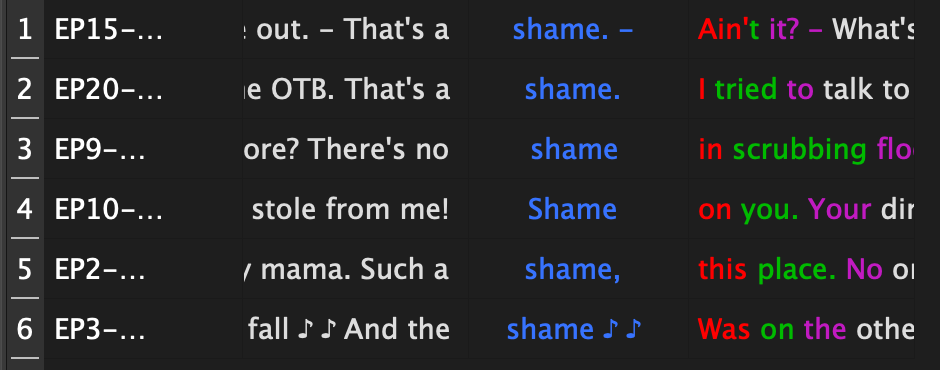 1 EP15-... e out. – That's a shame. – Ain't it? – What's
2 EP20-... e OTB. That's a shame. I tried to talk to
3 EP9-... ore? There's no shame in scrubbing flo
4 EP10-... stole from me! Shame on you. Your dir
5 EP2-... y mama. Such a shame, this place. No or
6 EP3-... fall ♪ ♪ And the shame ♪ ♪ Was on the othe